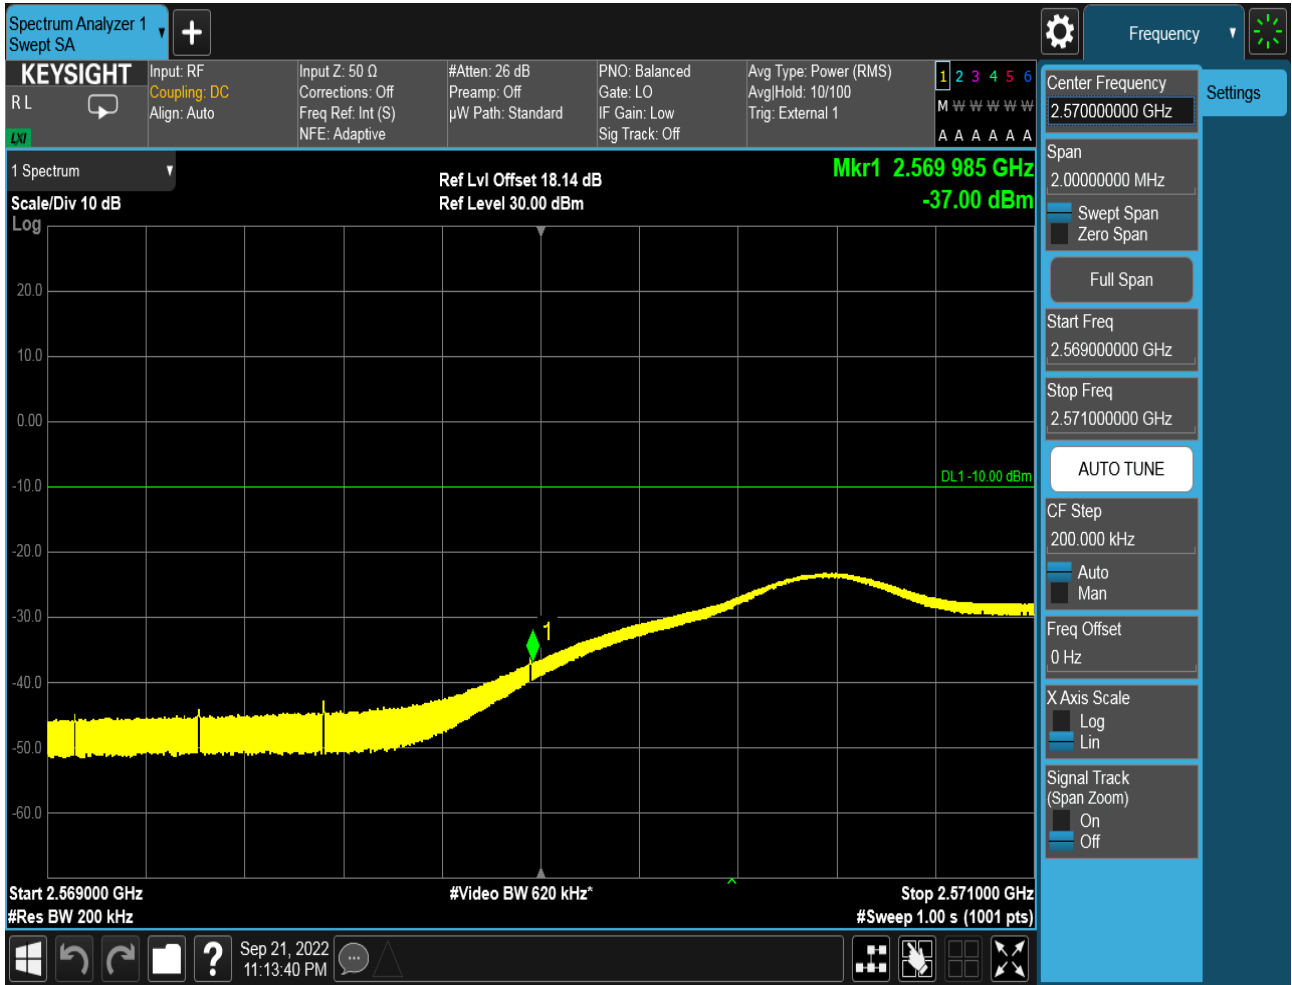 Spectrum Analyzer 1
Swept SA
Frequency
KEYSIGHT
R L
LXI
Input: RF
Coupling: DC
Align: Auto
Input Z: 50 Ω
Corrections: Off
Freq Ref: Int (S)
NFE: Adaptive
#Atten: 26 dB
Preamp: Off
µW Path: Standard
PNO: Balanced
Gate: LO
IF Gain: Low
Sig Track: Off
Avg Type: Power (RMS)
Avg|Hold: 10/100
Trig: External 1
1 2 3 4 5 6
M W W W W W
A A A A A A
1 Spectrum
Scale/Div 10 dB
Log
Ref Lvl Offset 18.14 dB
Ref Level 30.00 dBm
Mkr1 2.569 985 GHz
-37.00 dBm
20.0
10.0
0.00
-10.0
-20.0
-30.0
-40.0
-50.0
-60.0
DL1 -10.00 dBm
1
Start 2.569000 GHz
#Res BW 200 kHz
#Video BW 620 kHz*
Stop 2.571000 GHz
#Sweep 1.00 s (1001 pts)
Sep 21, 2022
11:13:40 PM
Center Frequency
2.570000000 GHz
Settings
Span
2.00000000 MHz
Swept Span
Zero Span
Full Span
Start Freq
2.569000000 GHz
Stop Freq
2.571000000 GHz
AUTO TUNE
CF Step
200.000 kHz
Auto
Man
Freq Offset
0 Hz
X Axis Scale
Log
Lin
Signal Track
(Span Zoom)
On
Off